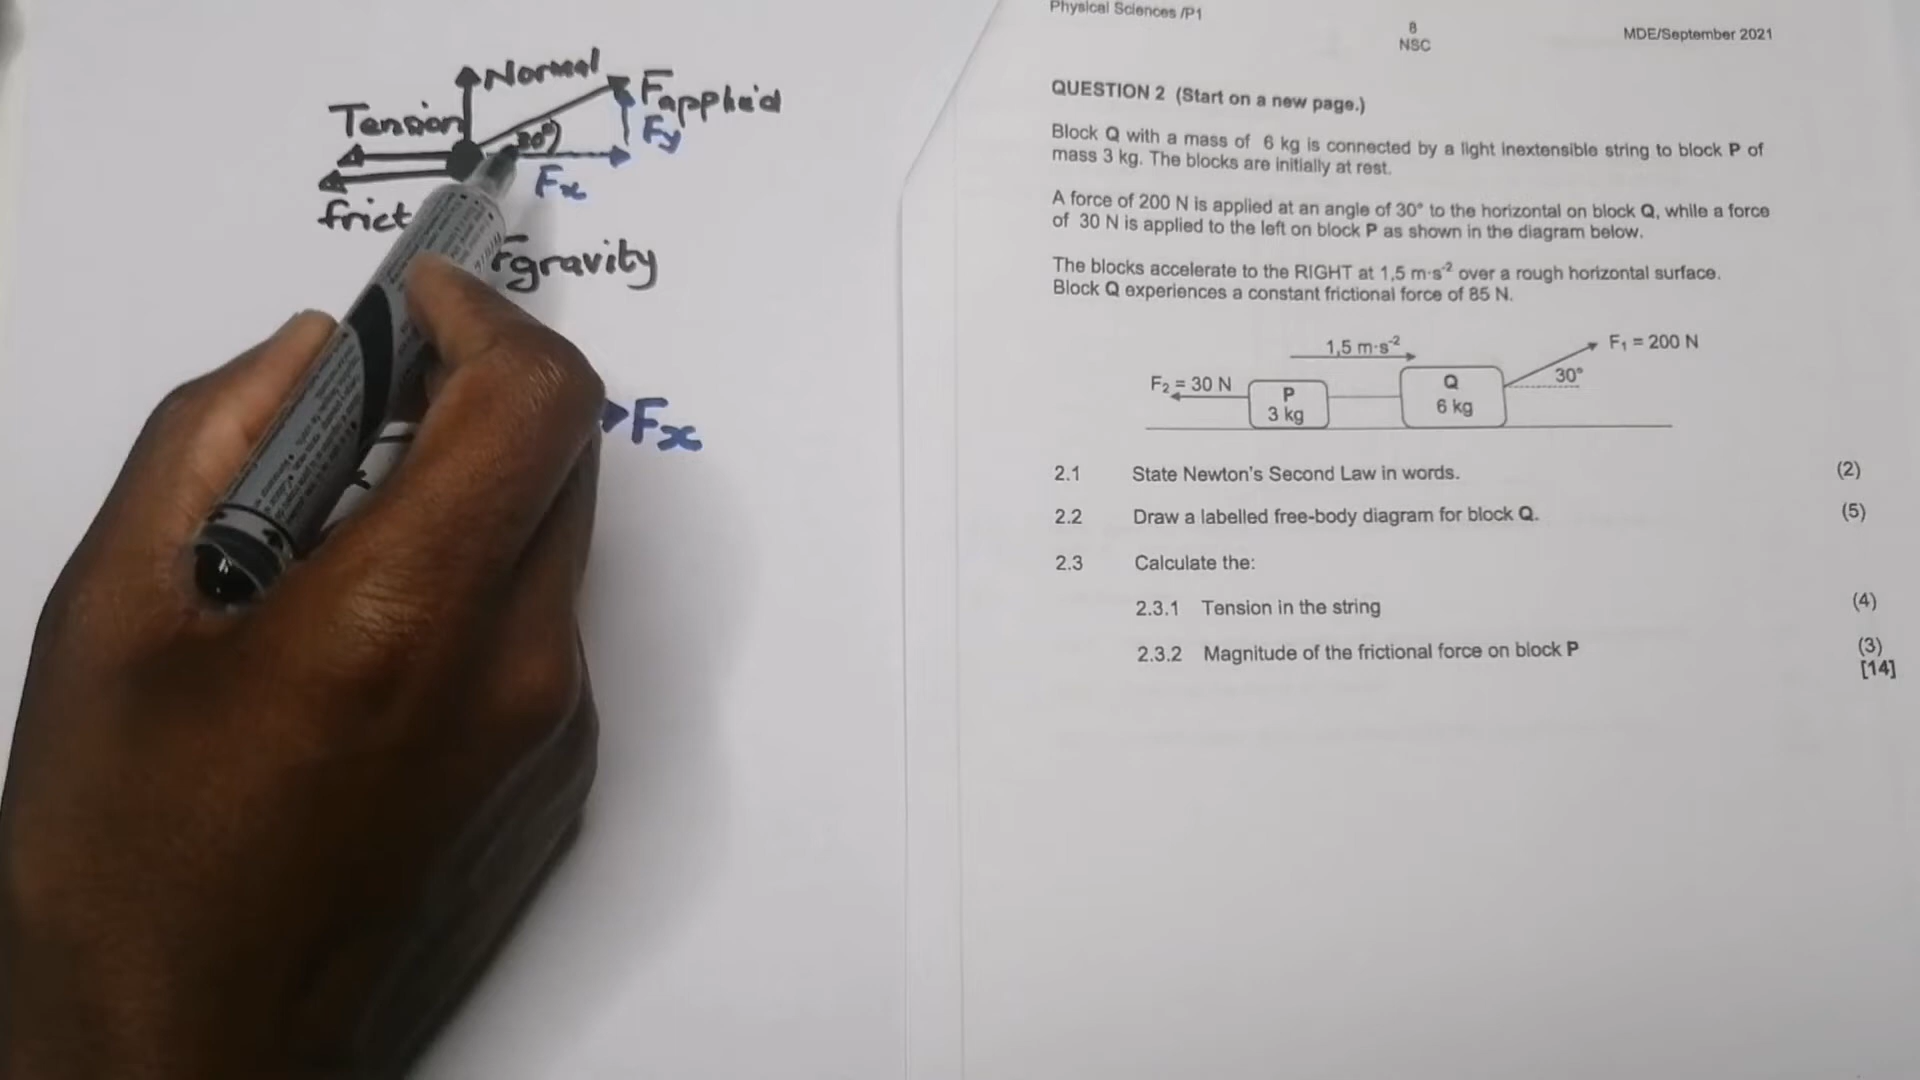 Normal
Tension
Fapplied
30°
Fy
Fx
frict
Fgravity
Fx
Physical Sciences /P1
8
NSC
MDE/September 2021
QUESTION 2 (Start on a new page.)
Block Q with a mass of 6 kg is connected by a light inextensible string to block P of
mass 3 kg. The blocks are initially at rest.
A force of 200 N is applied at an angle of 30° to the horizontal on block Q, while a force
of 30 N is applied to the left on block P as shown in the diagram below.
The blocks accelerate to the RIGHT at 1,5 m·s⁻² over a rough horizontal surface.
Block Q experiences a constant frictional force of 85 N.
1,5 m·s⁻²
F₁ = 200 N
30°
F₂ = 30 N
P
3 kg
Q
6 kg
2.1 State Newton's Second Law in words. (2)
2.2 Draw a labelled free-body diagram for block Q. (5)
2.3 Calculate the:
2.3.1 Tension in the string (4)
2.3.2 Magnitude of the frictional force on block P (3)
[14]